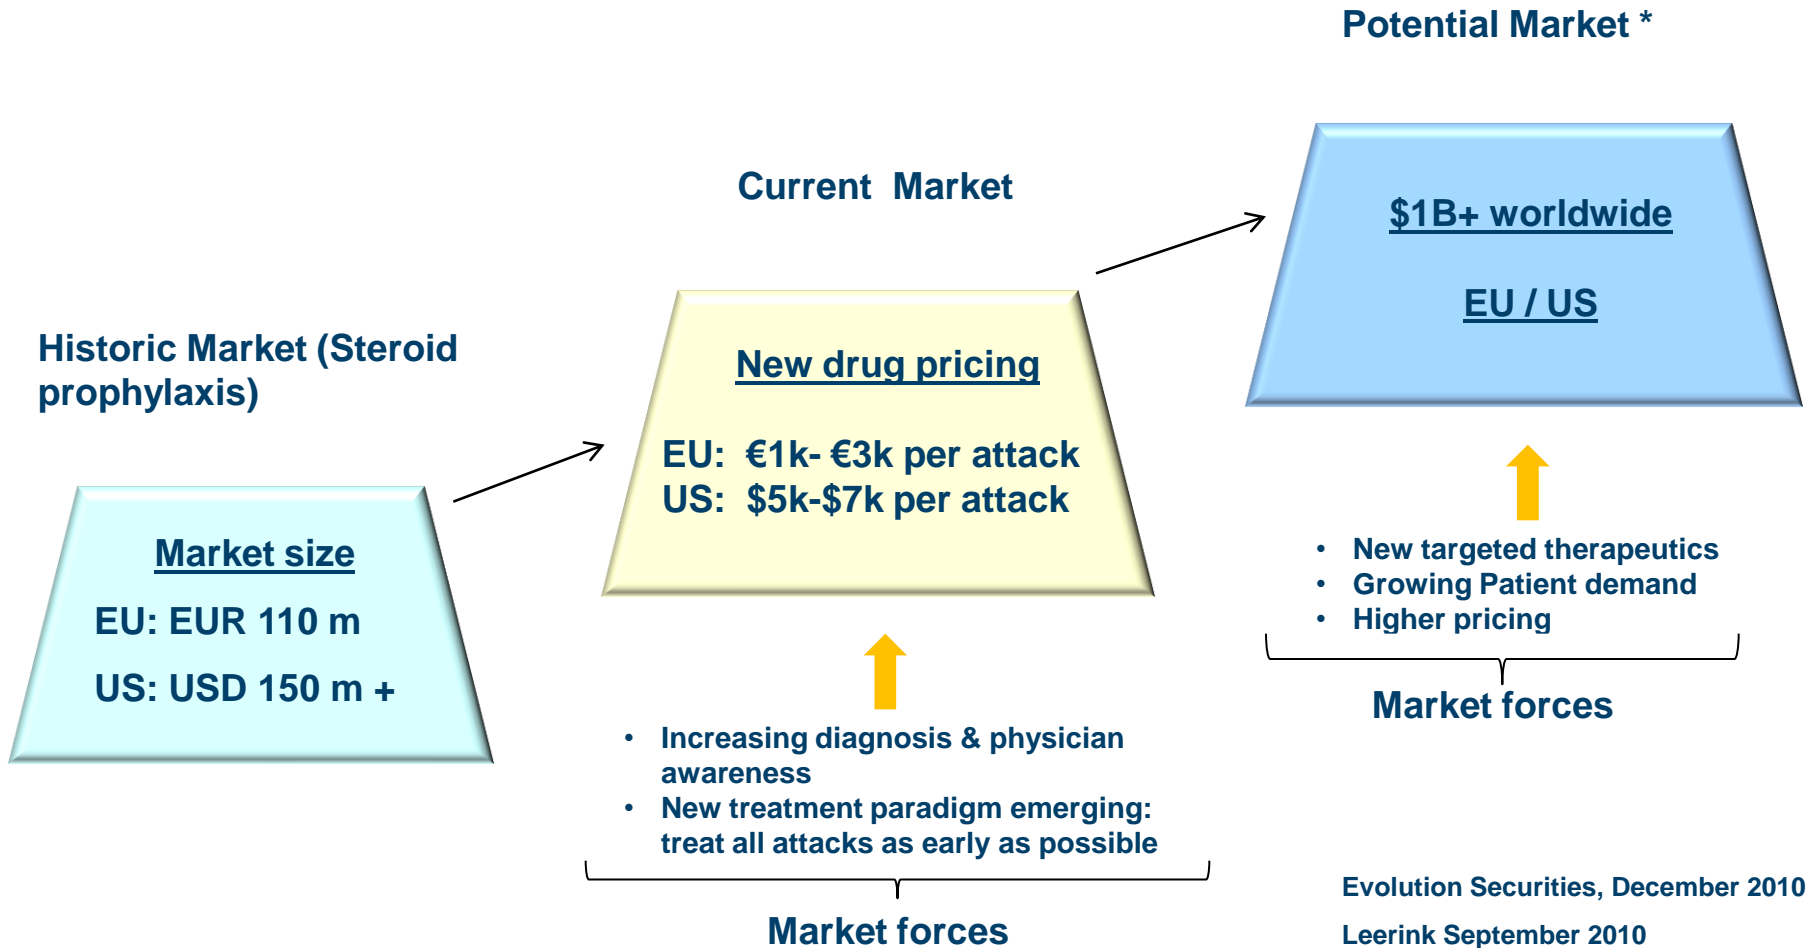 Potential Market *
$1B+ worldwide
EU / US
Current  Market
New drug pricing
EU:  €1k- €3k per attack
US:  $5k-$7k per attack
Historic Market (Steroid
prophylaxis)
Market size
EU: EUR 110 m
US: USD 150 m +
• Increasing diagnosis & physician
awareness
• New treatment paradigm emerging:
treat all attacks as early as possible
Market forces
• New targeted therapeutics
• Growing Patient demand
• Higher pricing
Market forces
Evolution Securities, December 2010
Leerink September 2010